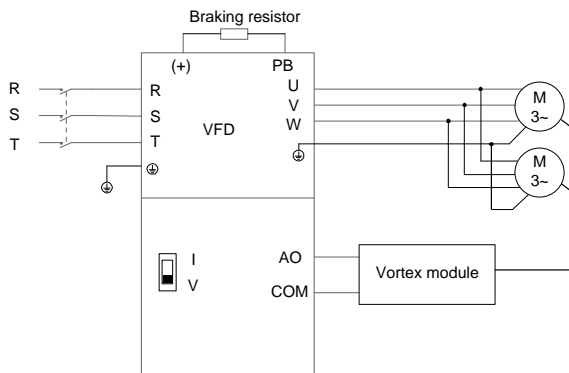 Braking resistor
(+)
PB
R
R
U
S
S
V
VFD
W
T
T
M
3~
M
3~
I
V
AO
COM
Vortex module